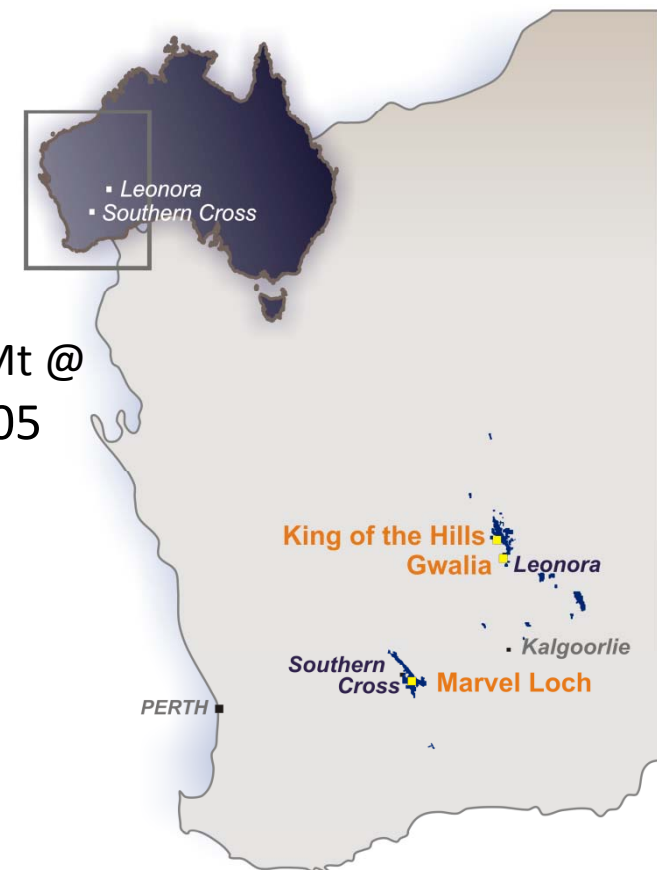 Leonora
Southern Cross
Mt @
05
King of the Hills
Gwalia
Leonora
Kalgoorlie
Southern
Cross
Marvel Loch
PERTH